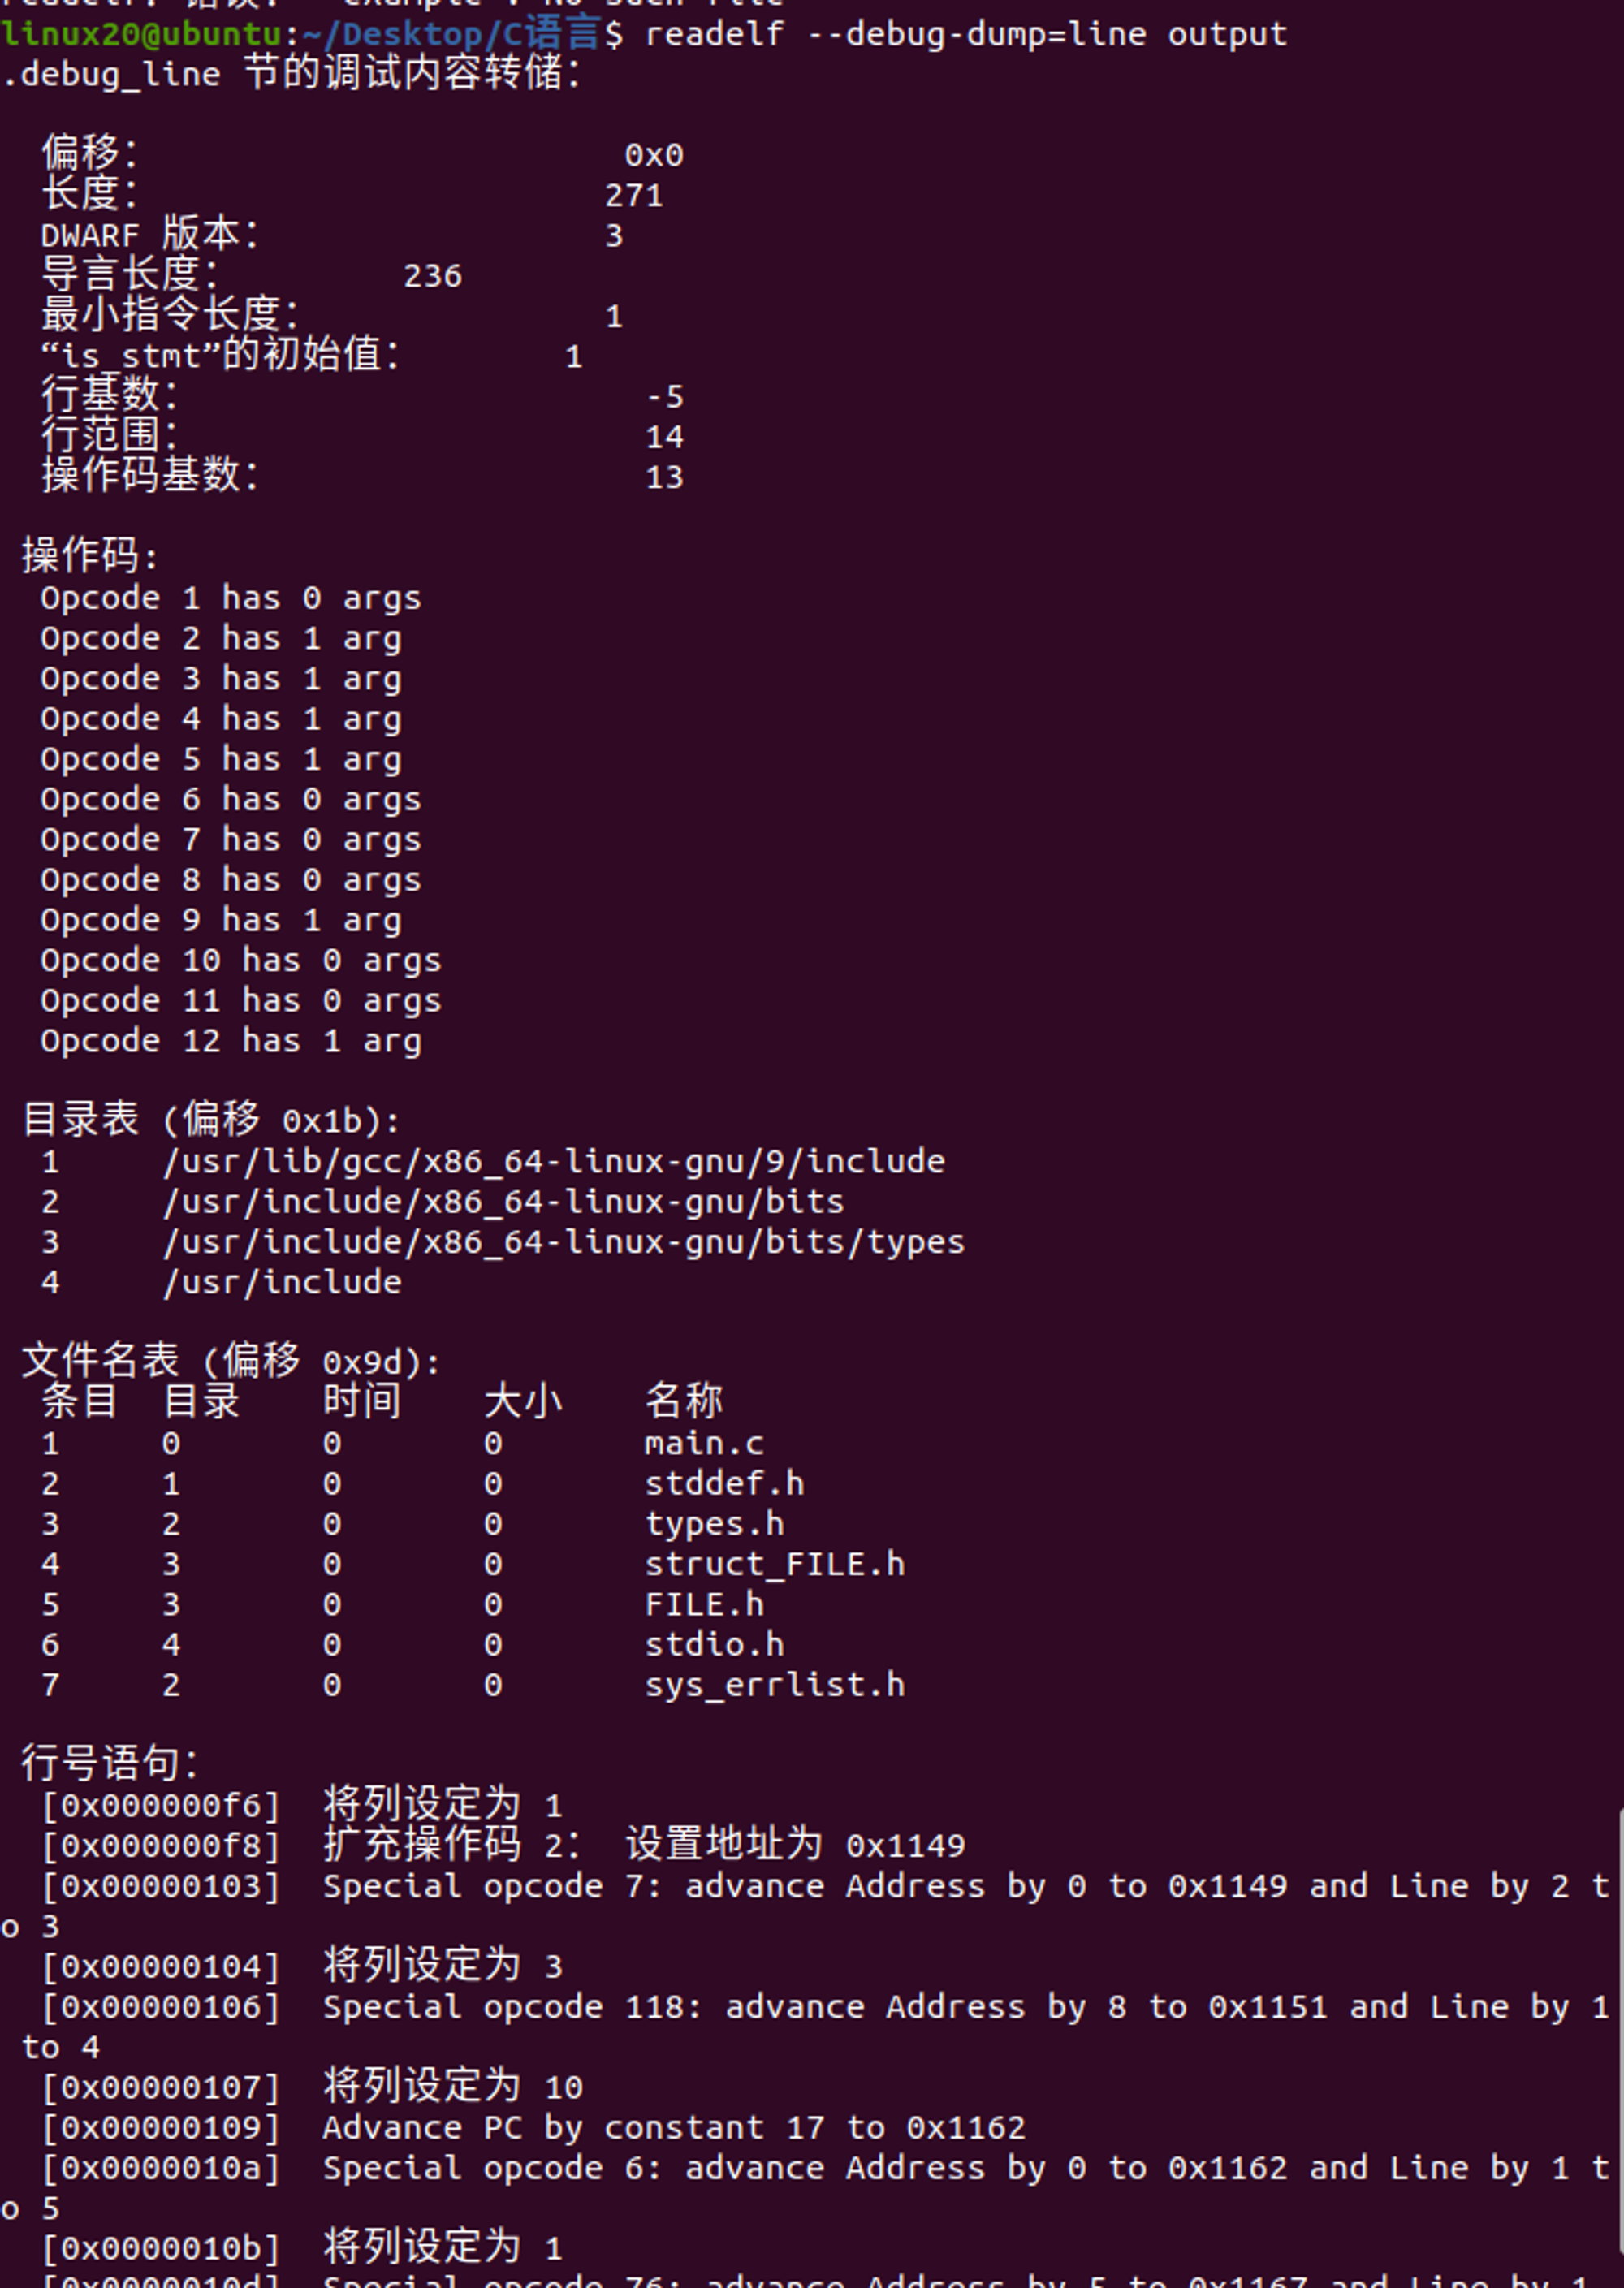 readelf: 错误: "example": No such file
linux20@ubuntu:~/Desktop/C语言$ readelf --debug-dump=line output
.debug_line 节的调试内容转储：
偏移： 0x0
长度： 271
DWARF 版本： 3
导言长度： 236
最小指令长度： 1
“is_stmt”的初始值： 1
行基数： -5
行范围： 14
操作码基数： 13
操作码:
Opcode 1 has 0 args
Opcode 2 has 1 arg
Opcode 3 has 1 arg
Opcode 4 has 1 arg
Opcode 5 has 1 arg
Opcode 6 has 0 args
Opcode 7 has 0 args
Opcode 8 has 0 args
Opcode 9 has 1 arg
Opcode 10 has 0 args
Opcode 11 has 0 args
Opcode 12 has 1 arg
目录表 (偏移 0x1b):
1 /usr/lib/gcc/x86_64-linux-gnu/9/include
2 /usr/include/x86_64-linux-gnu/bits
3 /usr/include/x86_64-linux-gnu/bits/types
4 /usr/include
文件名表 (偏移 0x9d):
条目 目录 时间 大小 名称
1 0 0 0 main.c
2 1 0 0 stddef.h
3 2 0 0 types.h
4 3 0 0 struct_FILE.h
5 3 0 0 FILE.h
6 4 0 0 stdio.h
7 2 0 0 sys_errlist.h
行号语句：
[0x000000f6] 将列设定为 1
[0x000000f8] 扩充操作码 2： 设置地址为 0x1149
[0x00000103] Special opcode 7: advance Address by 0 to 0x1149 and Line by 2 t
o 3
[0x00000104] 将列设定为 3
[0x00000106] Special opcode 118: advance Address by 8 to 0x1151 and Line by 1
to 4
[0x00000107] 将列设定为 10
[0x00000109] Advance PC by constant 17 to 0x1162
[0x0000010a] Special opcode 6: advance Address by 0 to 0x1162 and Line by 1 t
o 5
[0x0000010b] 将列设定为 1
[0x0000010d] Special opcode 76: advance Address by 5 to 0x1167 and Line by 1